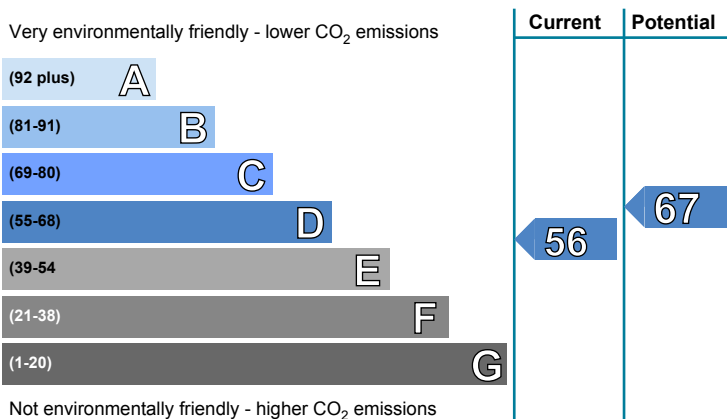 Very environmentally friendly - lower CO2 emissions
Current
Potential
(92 plus) A
(81-91) B
(69-80) C
(55-68) D
(39-54 E
(21-38) F
(1-20) G
56
67
Not environmentally friendly - higher CO2 emissions